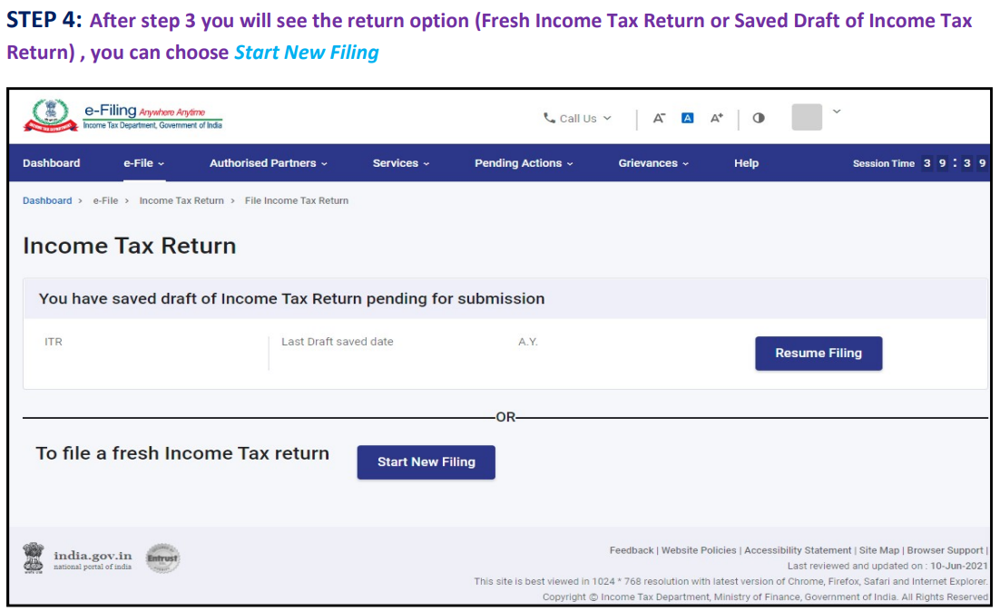 STEP 4: After step 3 you will see the return option (Fresh Income Tax Return or Saved Draft of Income Tax
Return) , you can choose Start New Filing
e-Filing Anywhere Anytime
Income Tax Department, Government of India
Call Us
A- A A+
Dashboard e-File Authorised Partners Services Pending Actions Grievances Help Session Time 3 9 : 3 9
Dashboard > e-File > Income Tax Return > File Income Tax Return
Income Tax Return
You have saved draft of Income Tax Return pending for submission
ITR Last Draft saved date A.Y.
Resume Filing
OR
To file a fresh Income Tax return
Start New Filing
india.gov.in
national portal of india
Entrust
Feedback | Website Policies | Accessibility Statement | Site Map | Browser Support |
Last reviewed and updated on : 10-Jun-2021
This site is best viewed in 1024 * 768 resolution with latest version of Chrome, Firefox, Safari and Internet Explorer.
Copyright © Income Tax Department, Ministry of Finance, Government of India. All Rights Reserved